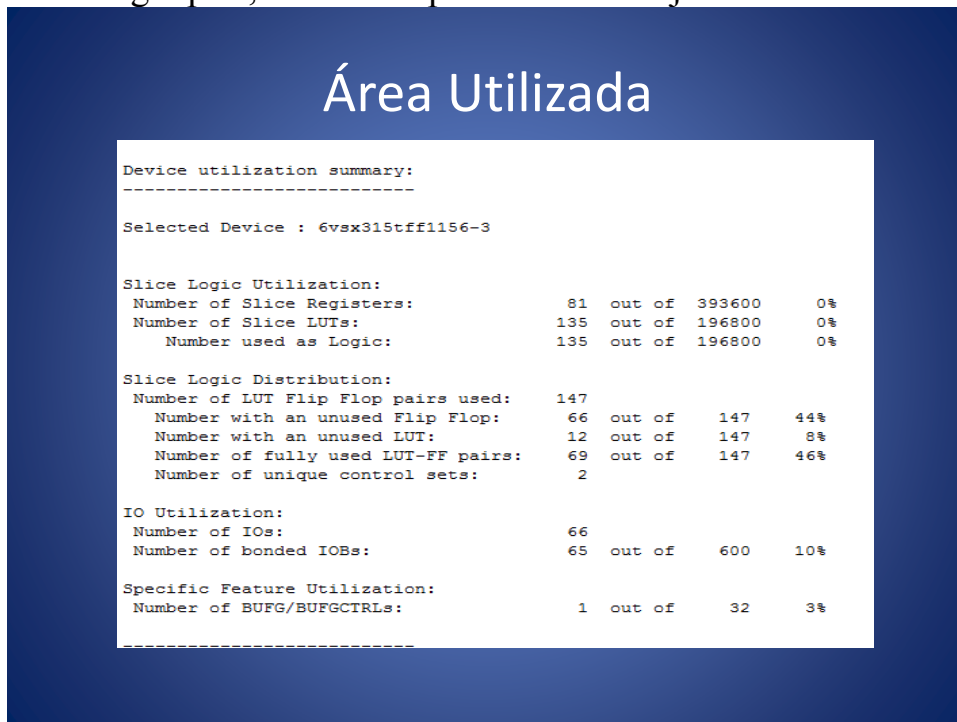 Área Utilizada
Device utilization summary:
---------------------------
Selected Device : 6vsx315tff1156-3
Slice Logic Utilization:
Number of Slice Registers: 81 out of 393600 0%
Number of Slice LUTs: 135 out of 196800 0%
Number used as Logic: 135 out of 196800 0%
Slice Logic Distribution:
Number of LUT Flip Flop pairs used: 147
Number with an unused Flip Flop: 66 out of 147 44%
Number with an unused LUT: 12 out of 147 8%
Number of fully used LUT-FF pairs: 69 out of 147 46%
Number of unique control sets: 2
IO Utilization:
Number of IOs: 66
Number of bonded IOBs: 65 out of 600 10%
Specific Feature Utilization:
Number of BUFG/BUFGCTRLs: 1 out of 32 3%
---------------------------